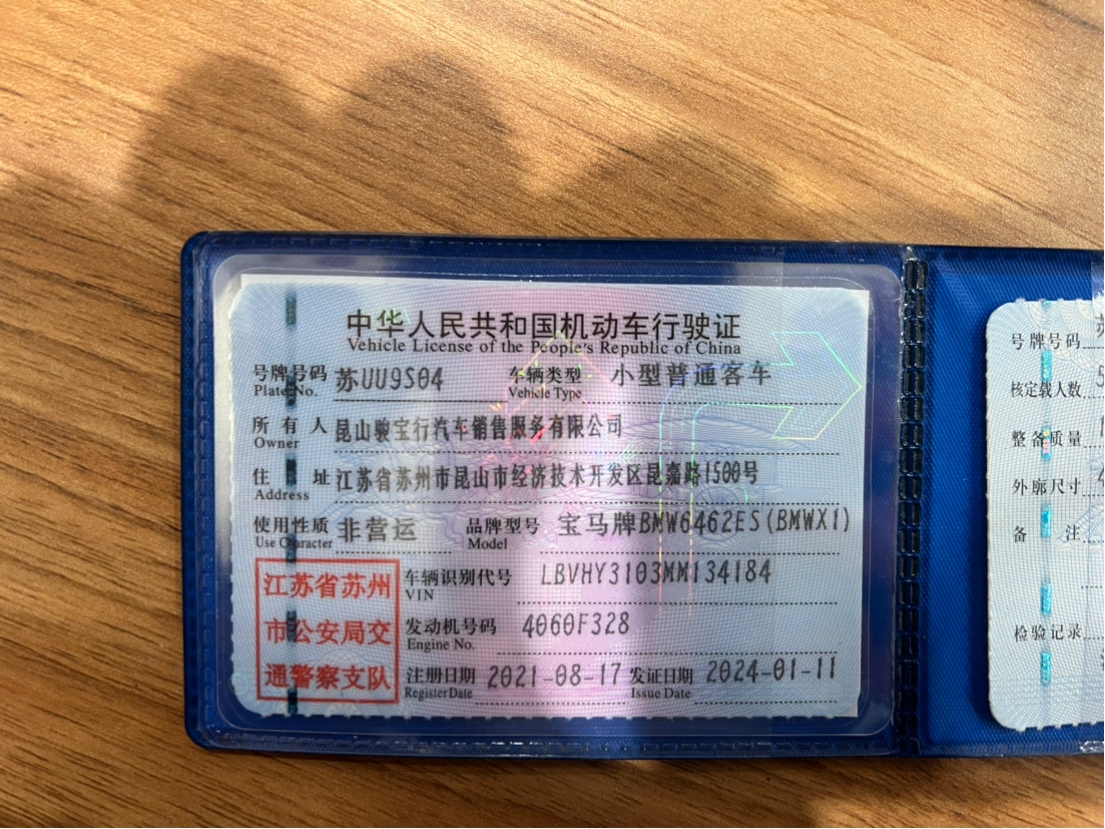 中华人民共和国机动车行驶证
Vehicle License of the People's Republic of China
号牌号码 苏UU9S04 车辆类型 小型普通客车
Plate No. Vehicle Type
所有人 昆山骏宝行汽车销售服务有限公司
Owner
住址 江苏省苏州市昆山市经济技术开发区昆嘉路1500号
Address
使用性质 非营运 品牌型号 宝马牌BMW6462ES(BMWX1)
Use Character Model
江苏省苏州
市公安局交
通警察支队
车辆识别代号 LBVHY3103MM134184
VIN
发动机号码 4060F328
Engine No.
注册日期 2021-08-17 发证日期 2024-01-11
Register Date Issue Date
号牌号码
核定载人数 5
整备质量
外廓尺寸 4
备注
检验记录